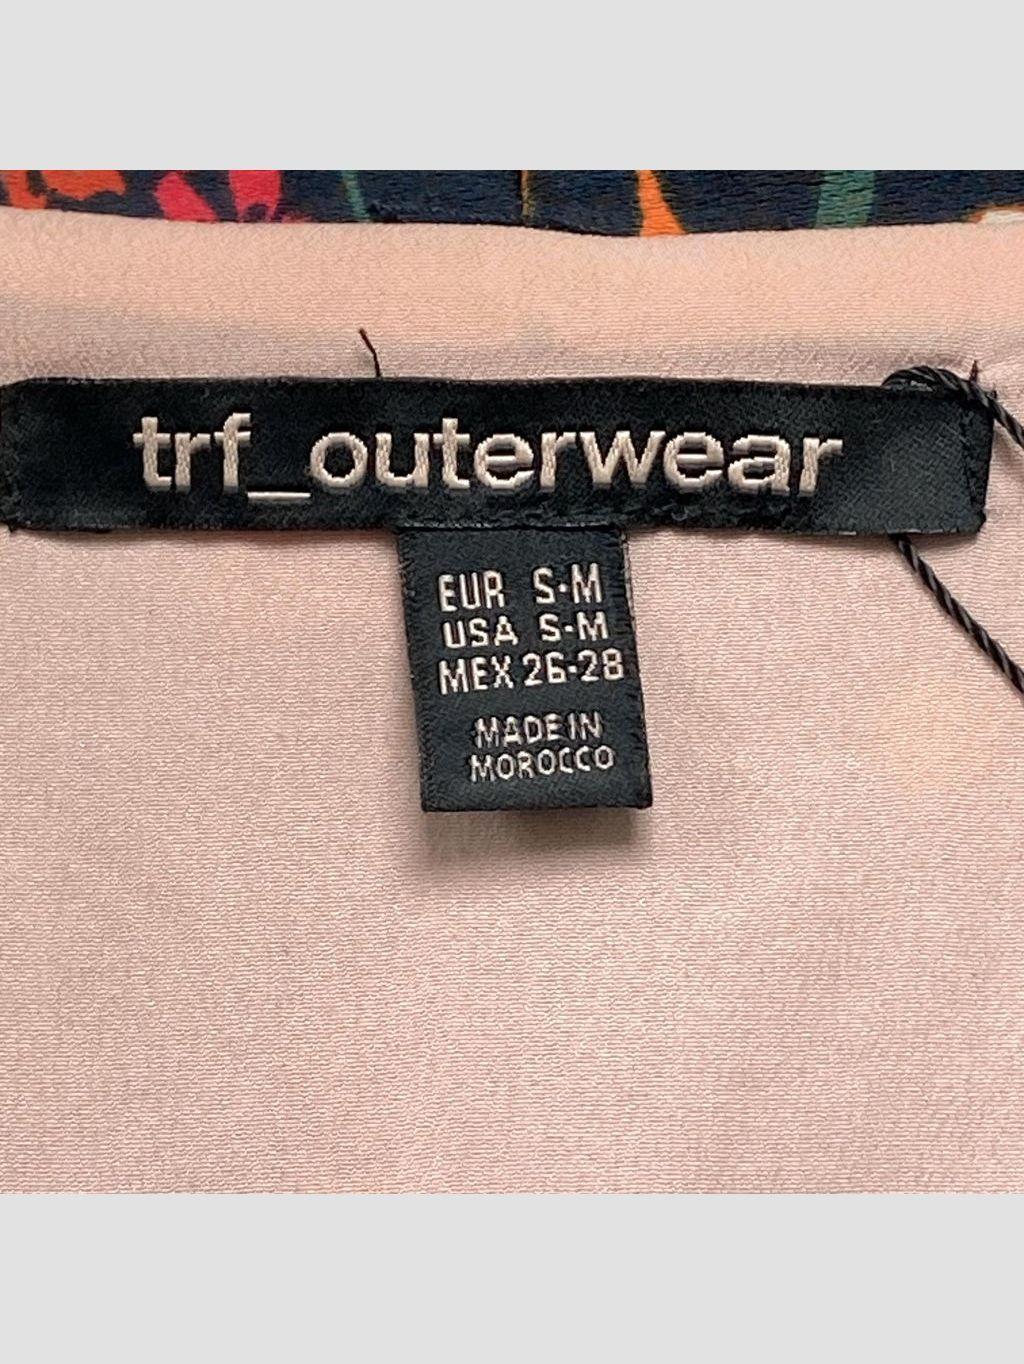 trf_outerwear
EUR S-M
USA S-M
MEX 26-28
MADE IN
MOROCCO